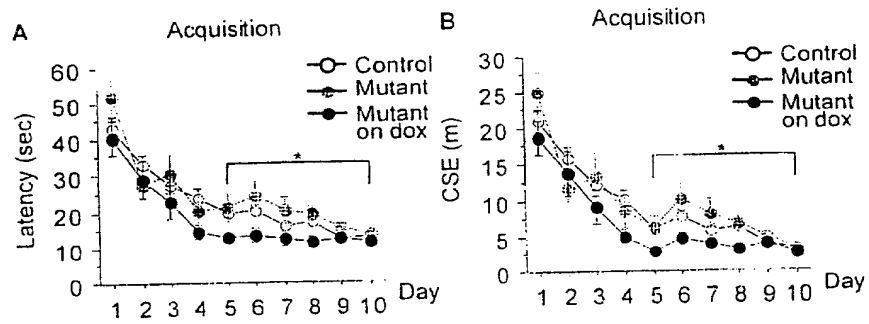 A Acquisition
Control
Mutant
Mutant
on dox
Latency (sec)
60
50
40
30
20
10
0
*
1 2 3 4 5 6 7 8 9 10 Day
B Acquisition
Control
Mutant
Mutant
on dox
CSE (m)
30
25
20
15
10
5
0
*
1 2 3 4 5 6 7 8 9 10 Day